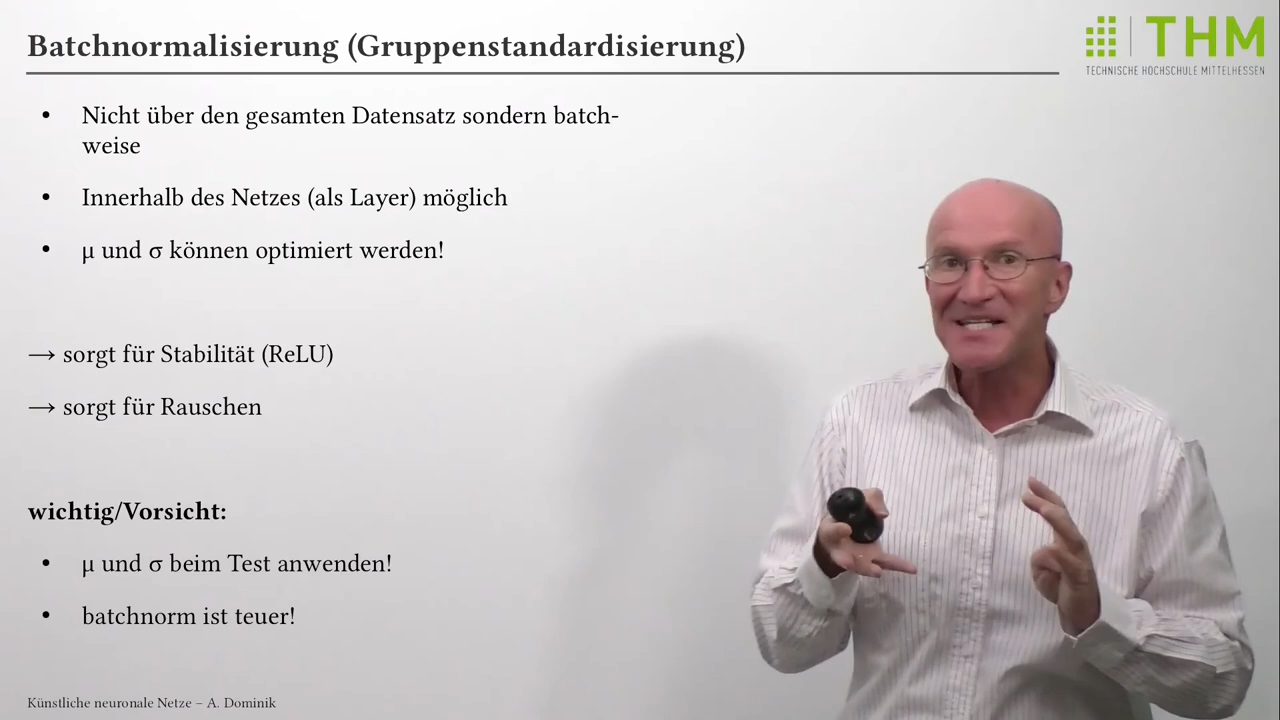 Batchnormalisierung (Gruppenstandardisierung)
THM
TECHNISCHE HOCHSCHULE MITTELHESSEN
• Nicht über den gesamten Datensatz sondern batch-
weise
• Innerhalb des Netzes (als Layer) möglich
• μ und σ können optimiert werden!
→ sorgt für Stabilität (ReLU)
→ sorgt für Rauschen
wichtig/Vorsicht:
• μ und σ beim Test anwenden!
• batchnorm ist teuer!
Künstliche neuronale Netze – A. Dominik